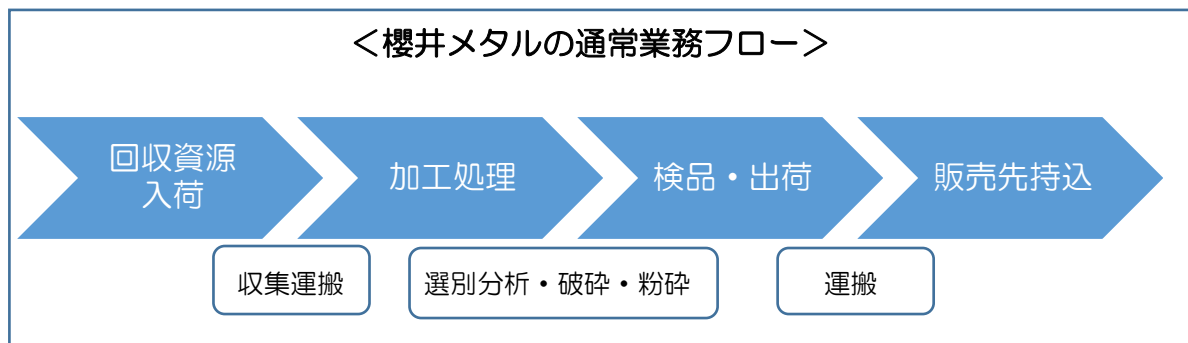 ＜櫻井メタルの通常業務フロー＞
回収資源
入荷
加工処理
検品・出荷
販売先持込
収集運搬
選別分析・破砕・粉砕
運搬